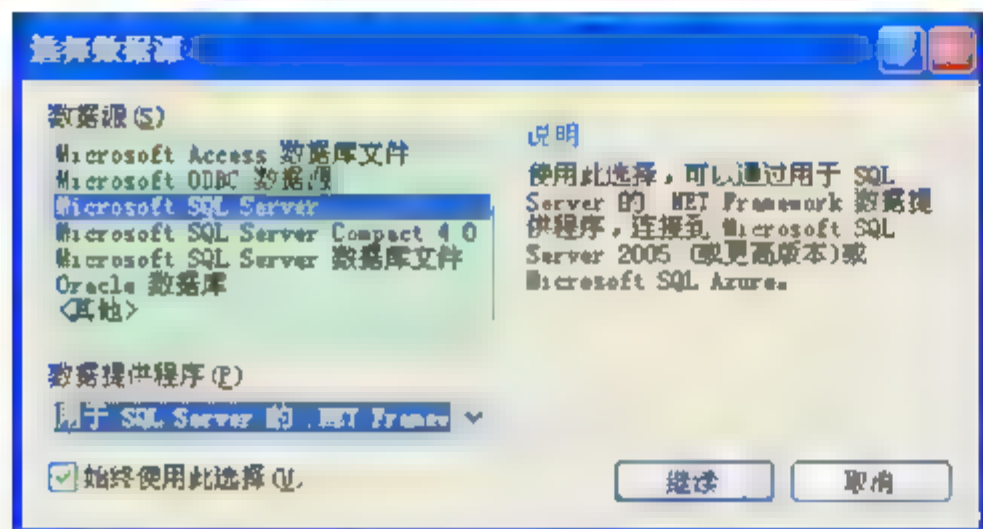 选择数据源
数据源(S)
Microsoft Access 数据库文件
Microsoft ODBC 数据源
Microsoft SQL Server
Microsoft SQL Server Compact 4.0
Microsoft SQL Server 数据库文件
Oracle 数据库
<其他>
说明
使用此选择，可以通过用于 SQL
Server 的 .NET Framework 数据提
供程序，连接到 Microsoft SQL
Server 2005 (或更高版本)或
Microsoft SQL Azure。
数据提供程序(P)
用于 SQL Server 的 .NET Framew
始终使用此选择(U)
继续
取消